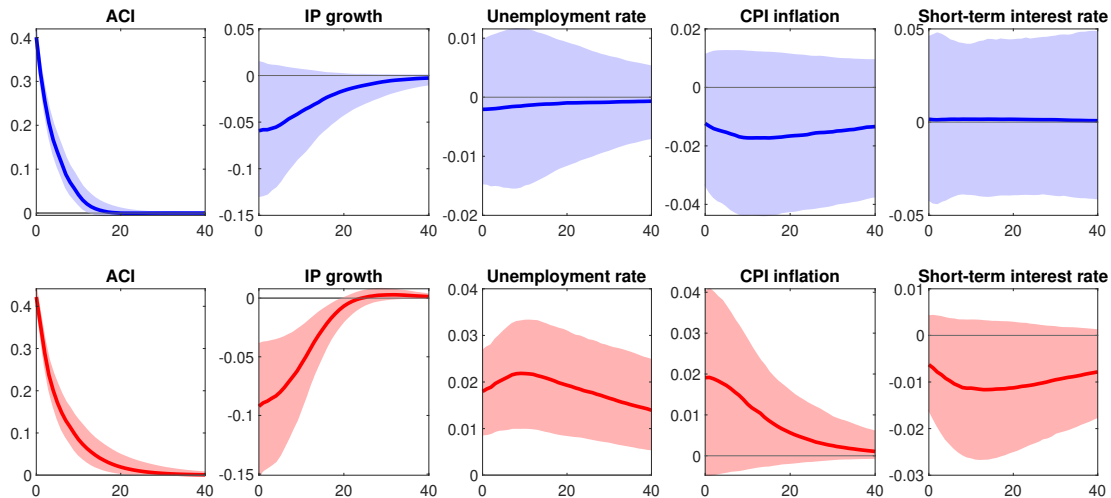 ACI
IP growth
Unemployment rate
CPI inflation
Short-term interest rate
0.4
0.3
0.2
0.1
0
0 20 40
0.05
0
-0.05
-0.1
-0.15
0 20 40
0.01
0
-0.01
-0.02
0 20 40
0.02
0
-0.02
-0.04
0 20 40
0.05
0
-0.05
0 20 40
ACI
IP growth
Unemployment rate
CPI inflation
Short-term interest rate
0.4
0.3
0.2
0.1
0
0 20 40
0
-0.05
-0.1
-0.15
0 20 40
0.04
0.03
0.02
0.01
0
0 20 40
0.04
0.03
0.02
0.01
0
0 20 40
0.01
0
-0.01
-0.02
-0.03
0 20 40